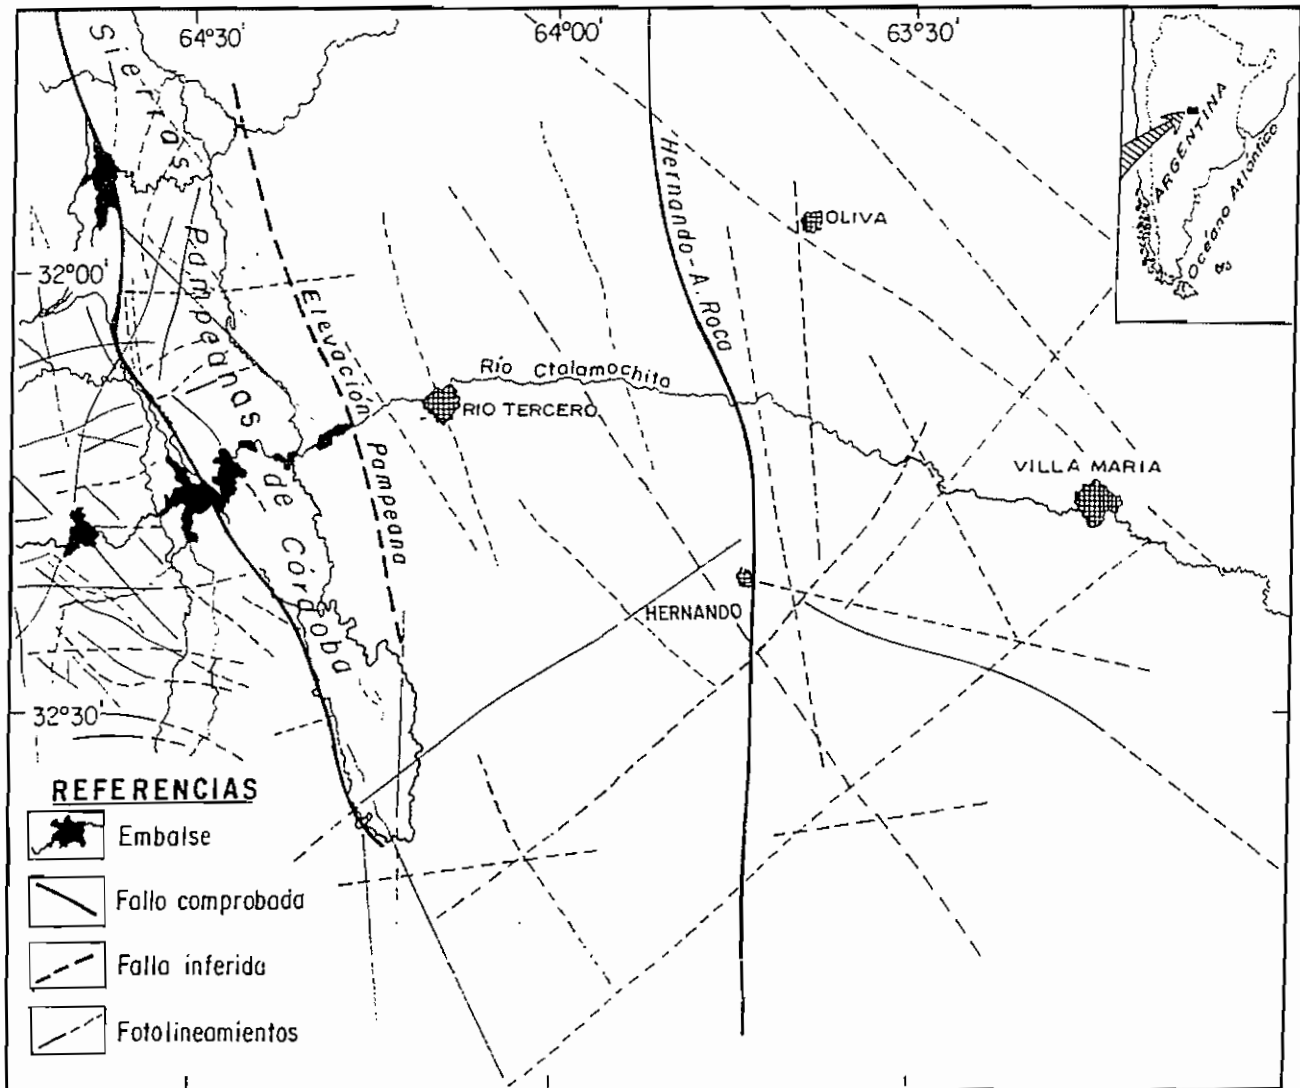 64°30'
64°00'
63°30'
Sierras
Pampeanas
de Córdoba
ARGENTINA
Océano Atlántico
Hernando-A. Roca
OLIVA
32°00'
Elevación
Pampeana
Río Ctalamochita
RIO TERCERO
VILLA MARIA
HERNANDO
32°30'
REFERENCIAS
Embalse
Falla comprobada
Falla inferida
Fotolineamientos